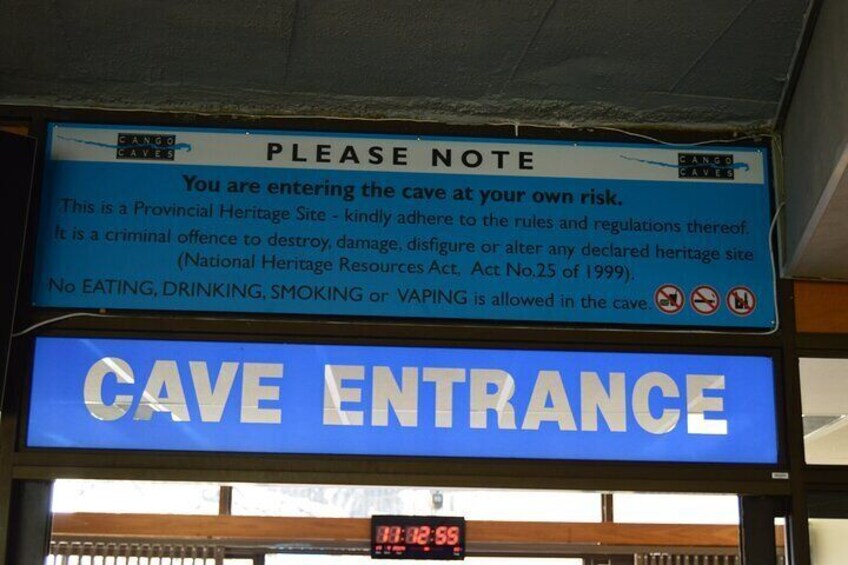 CANGO
CAVES
PLEASE NOTE
CANGO
CAVES
You are entering the cave at your own risk.
This is a Provincial Heritage Site - kindly adhere to the rules and regulations thereof.
It is a criminal offence to destroy, damage, disfigure or alter any declared heritage site
(National Heritage Resources Act, Act No,25 of 1999).
No EATING, DRINKING, SMOKING or VAPING is allowed in the cave.
CAVE ENTRANCE
11:12:55